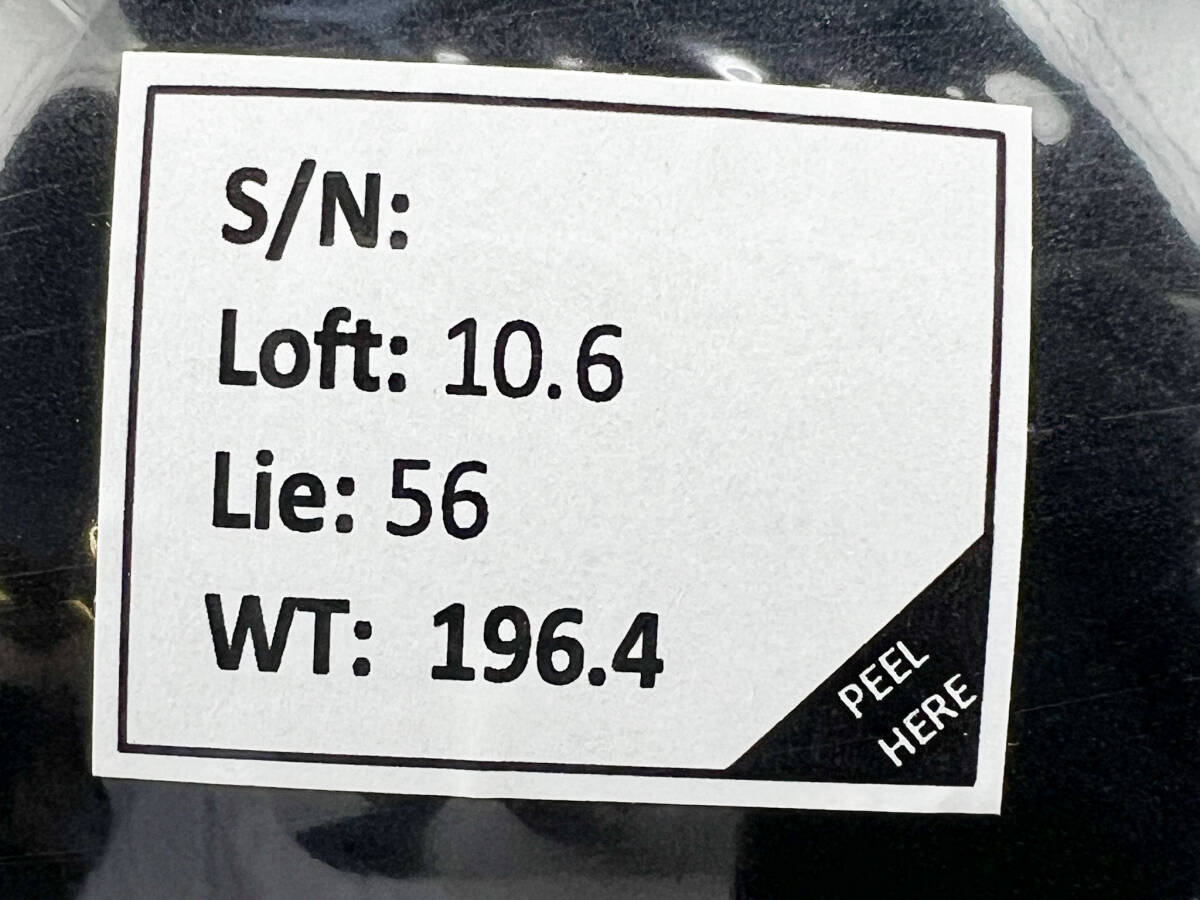 S/N:
Loft: 10.6
Lie: 56
WT: 196.4
PEEL
HERE